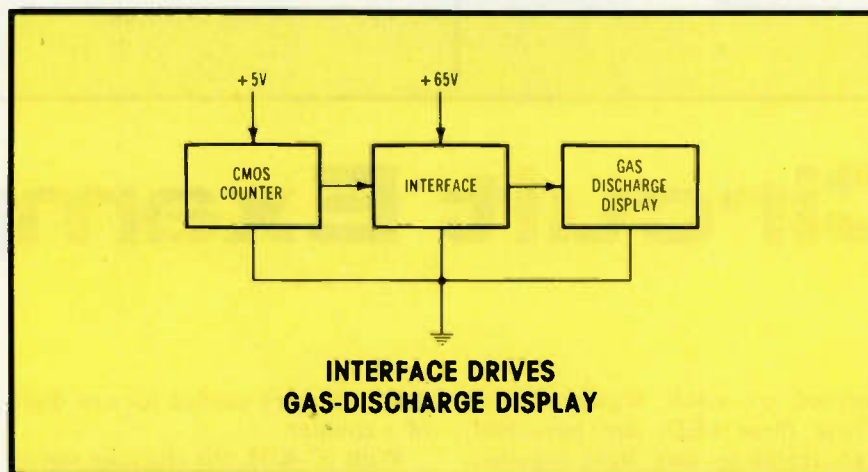 +5V
+65V
CMOS
COUNTER
INTERFACE
GAS
DISCHARGE
DISPLAY
INTERFACE DRIVES
GAS-DISCHARGE DISPLAY